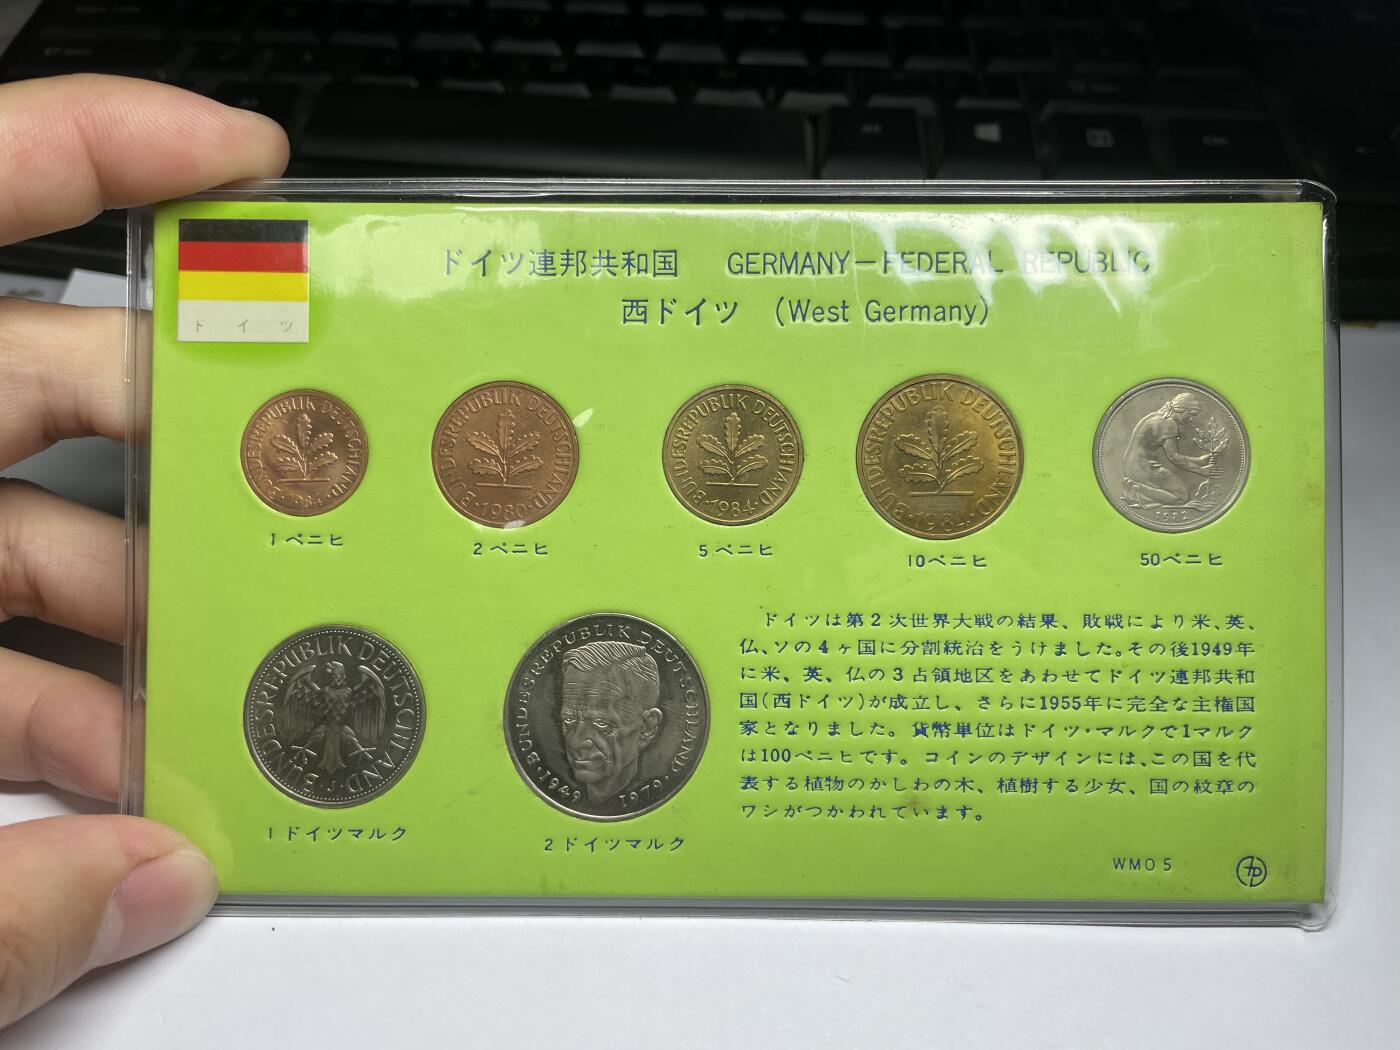 ドイツ連邦共和国 GERMANY－FEDERAL REPUBLIC
西ドイツ (West Germany)
ドイツ
BUNDESREPUBLIK DEUTSCHLAND 1984
BUNDESREPUBLIK DEUTSCHLAND 1980
BUNDESREPUBLIK DEUTSCHLAND 1984
BUNDESREPUBLIK DEUTSCHLAND 1984
1ペニヒ
2ペニヒ
5ペニヒ
10ペニヒ
50ペニヒ
BUNDESREPUBLIK DEUTSCHLAND J
BUNDESREPUBLIK DEUTSCHLAND 1949 1979
1ドイツマルク
2ドイツマルク
ドイツは第2次世界大戦の結果、敗戦により米、英、
仏、ソの4ヶ国に分割統治をうけました。その後1949年
に米、英、仏の3占領地区をあわせてドイツ連邦共和
国(西ドイツ)が成立し、さらに1955年に完全な主権国
家となりました。貨幣単位はドイツ・マルクで1マルク
は100ペニヒです。コインのデザインには、この国を代
表する植物のかしわの木、植樹する少女、国の紋章の
ワシがつかわれています。
WMO 5